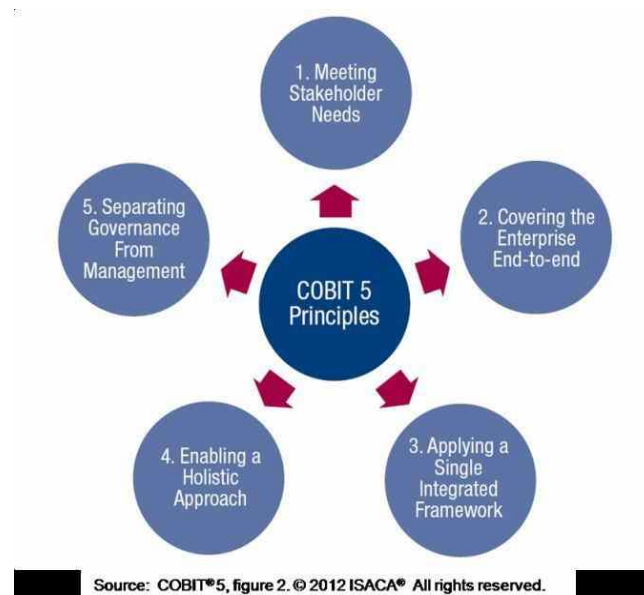 1. Meeting
Stakeholder
Needs
2. Covering the
Enterprise
End-to-end
3. Applying a
Single
Integrated
Framework
4. Enabling a
Holistic
Approach
5. Separating
Governance
From
Management
COBIT 5
Principles
Source: COBIT® 5, figure 2. © 2012 ISACA® All rights reserved.